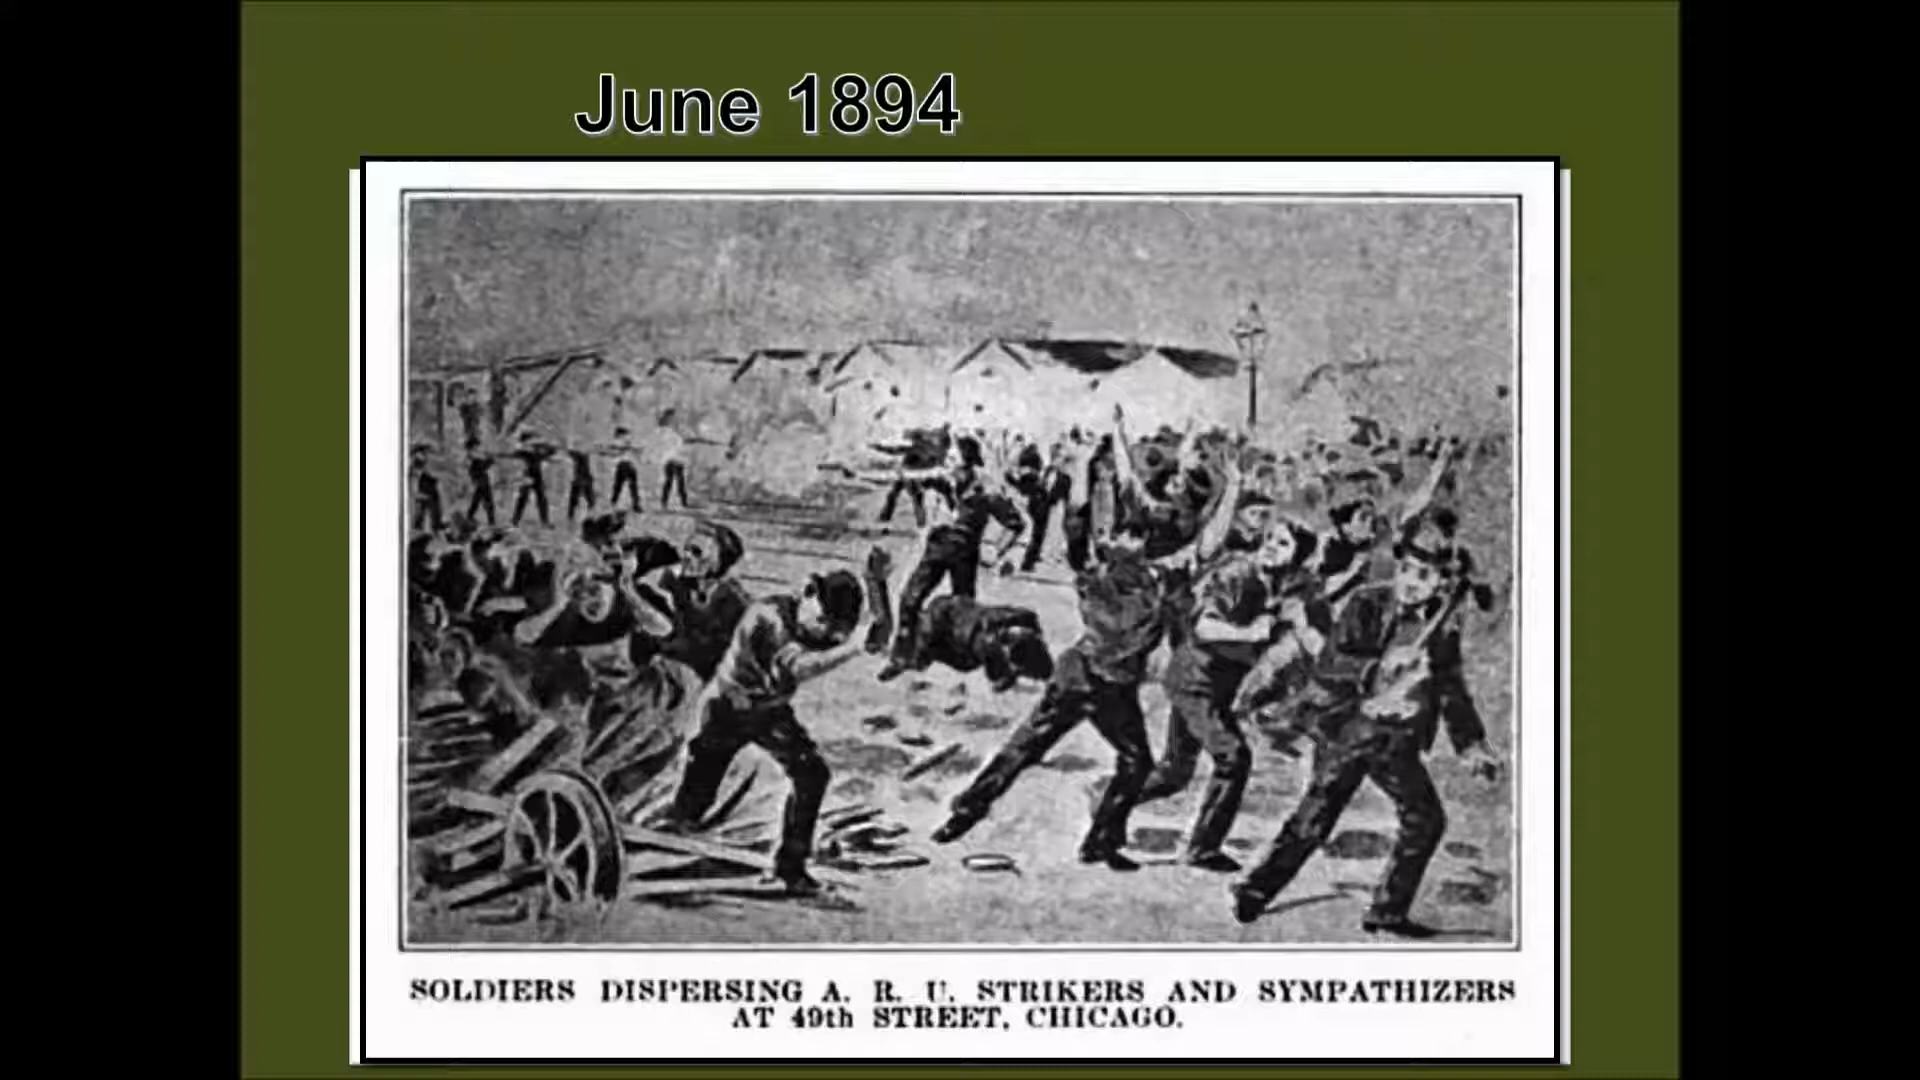 June 1894
SOLDIERS DISPERSING A. R. U. STRIKERS AND SYMPATHIZERS
AT 49th STREET, CHICAGO.